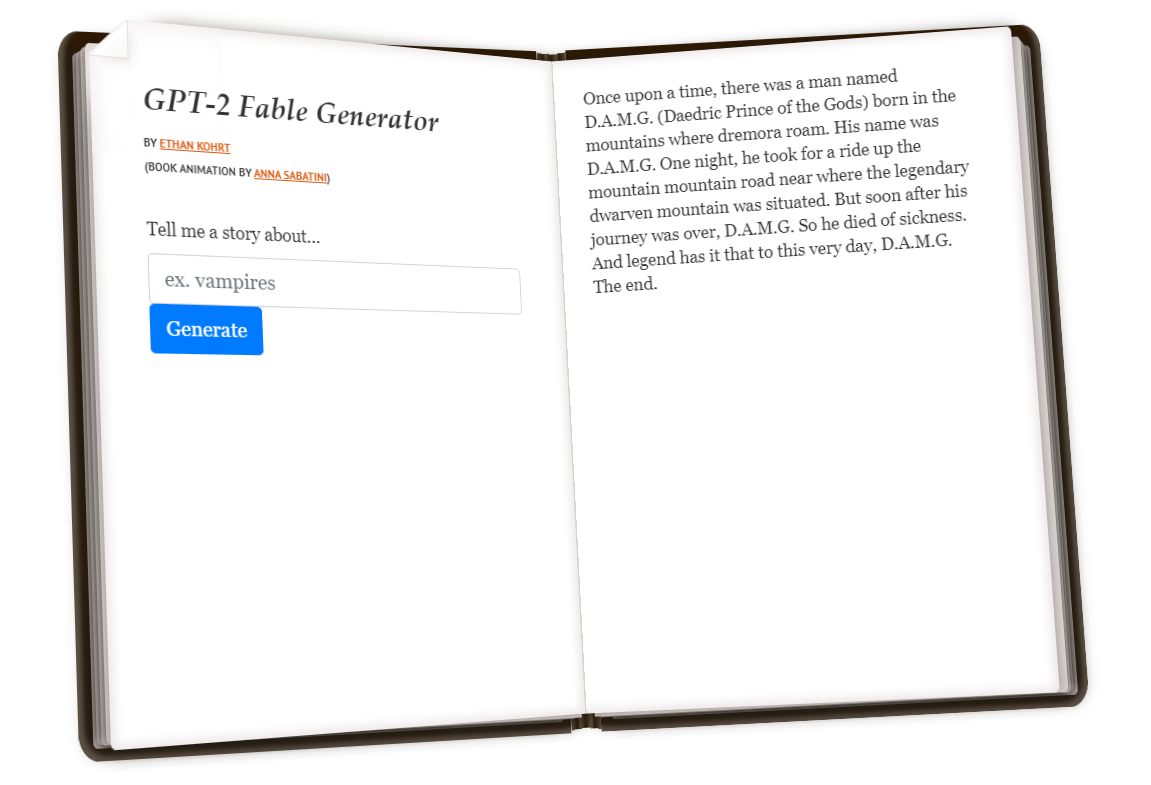 GPT-2 Fable Generator
BY ETHAN KOHRT
(BOOK ANIMATION BY ANNA SABATINI)
Tell me a story about...
ex. vampires
Generate
Once upon a time, there was a man named
D.A.M.G. (Daedric Prince of the Gods) born in the
mountains where dremora roam. His name was
D.A.M.G. One night, he took for a ride up the
mountain mountain road near where the legendary
dwarven mountain was situated. But soon after his
journey was over, D.A.M.G. So he died of sickness.
And legend has it that to this very day, D.A.M.G.
The end.